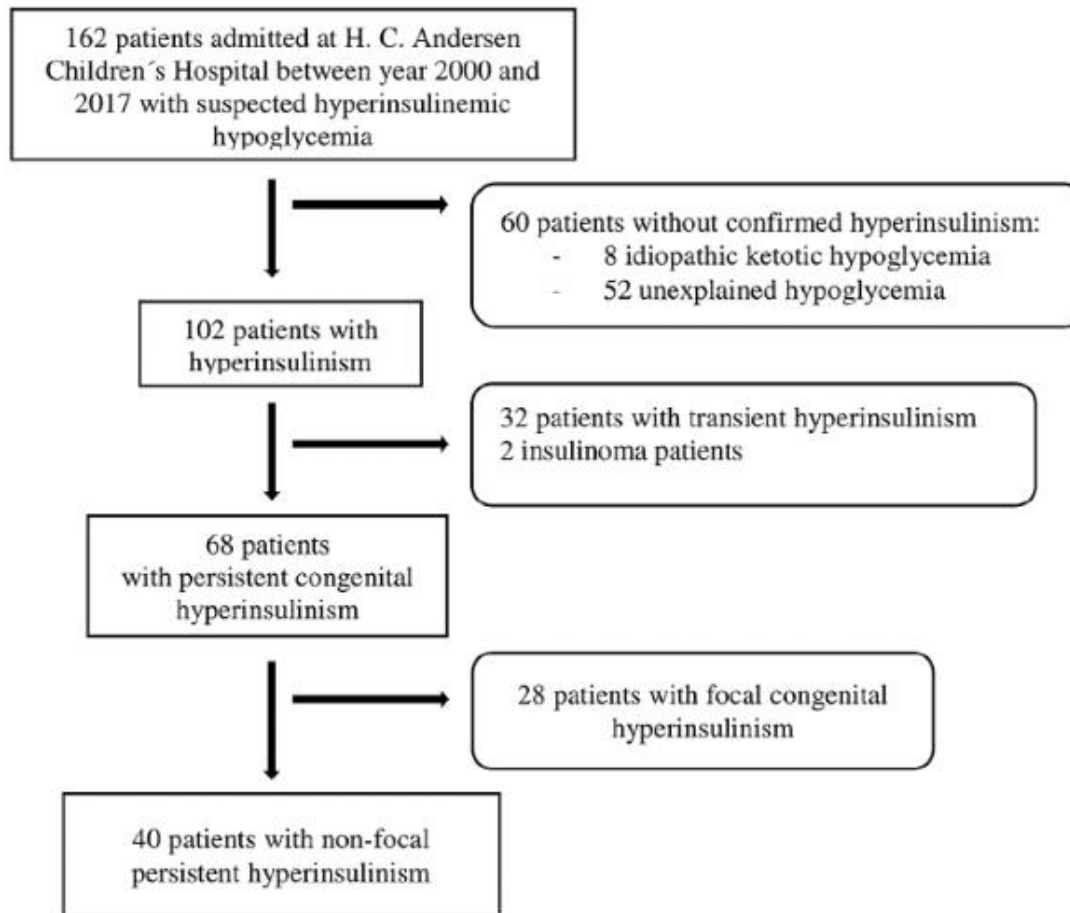 162 patients admitted at H. C. Andersen
Children´s Hospital between year 2000 and
2017 with suspected hyperinsulinemic
hypoglycemia
60 patients without confirmed hyperinsulinism:
- 8 idiopathic ketotic hypoglycemia
- 52 unexplained hypoglycemia
102 patients with
hyperinsulinism
32 patients with transient hyperinsulinism
2 insulinoma patients
68 patients
with persistent congenital
hyperinsulinism
28 patients with focal congenital
hyperinsulinism
40 patients with non-focal
persistent hyperinsulinism